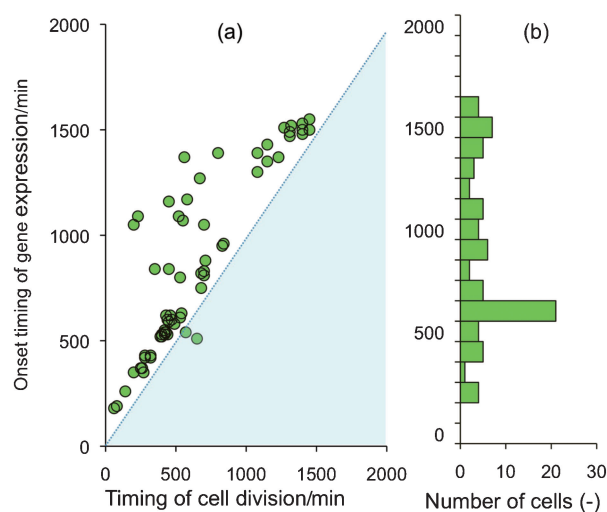 (a)
(b)
Onset timing of gene expression/min
2000
1500
1000
500
0
0 500 1000 1500 2000
Timing of cell division/min
2000
1500
1000
500
0
0 10 20 30
Number of cells (-)